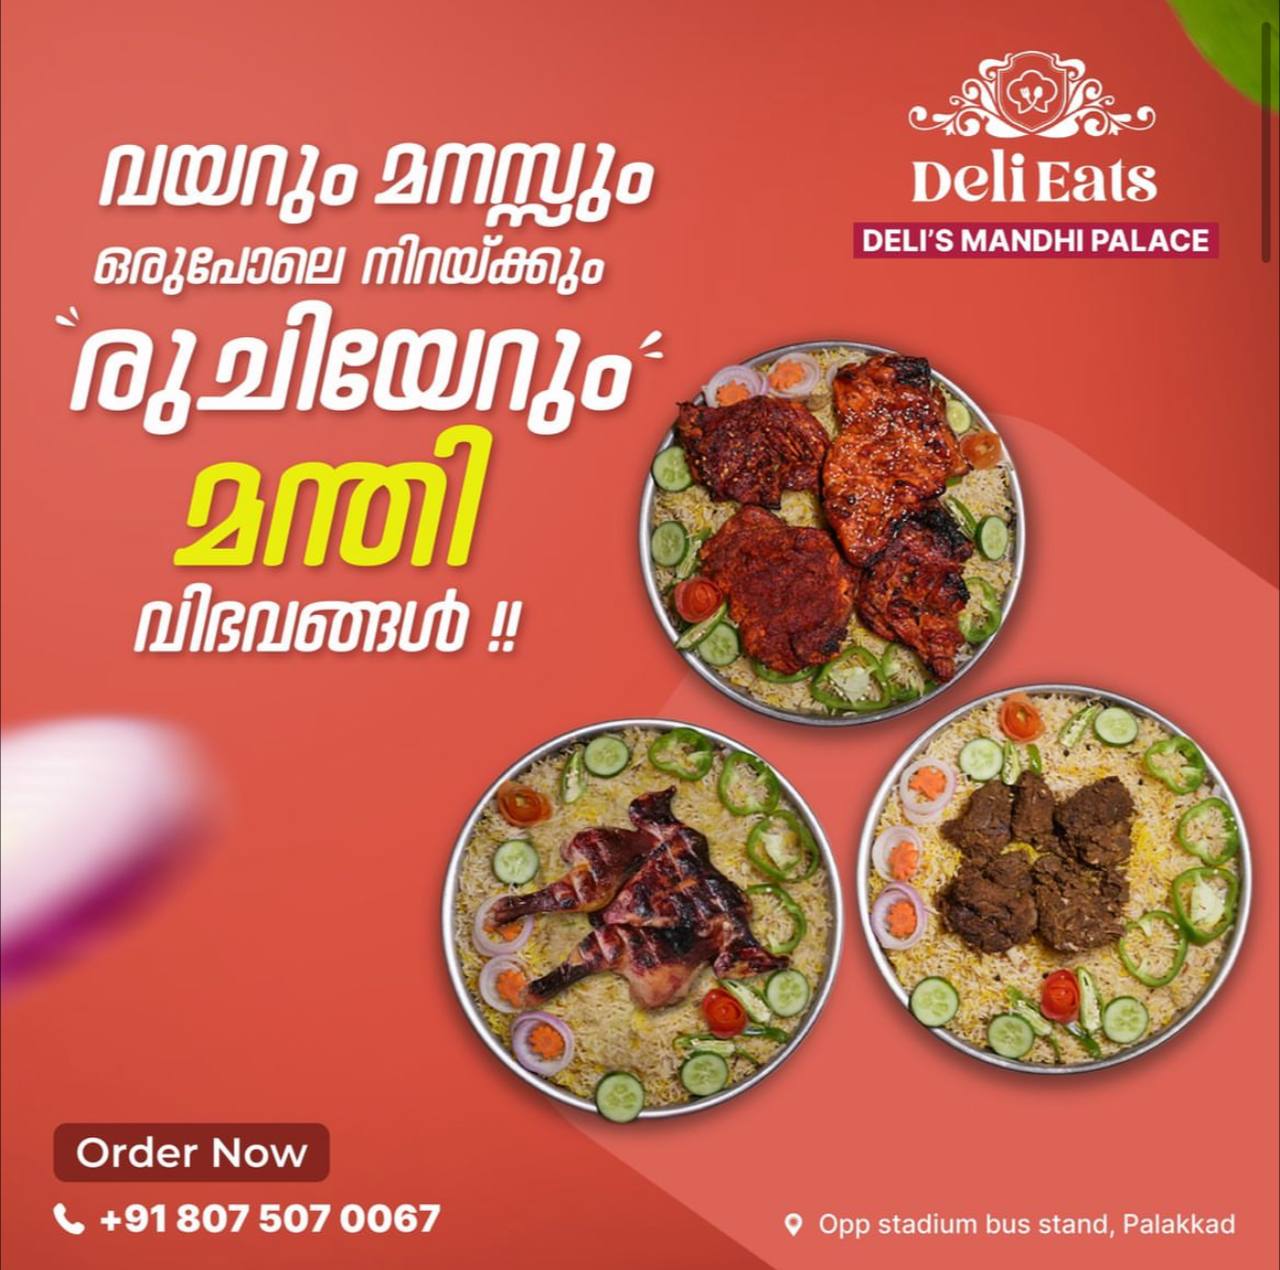 വയറും മനസ്സും
ഒരുപോലെ നിറയ്ക്കും
രുചിയേറും
മന്തി
വിഭവങ്ങൾ !!
Deli Eats
DELI'S MANDHI PALACE
Order Now
+91 807 507 0067
Opp stadium bus stand, Palakkad